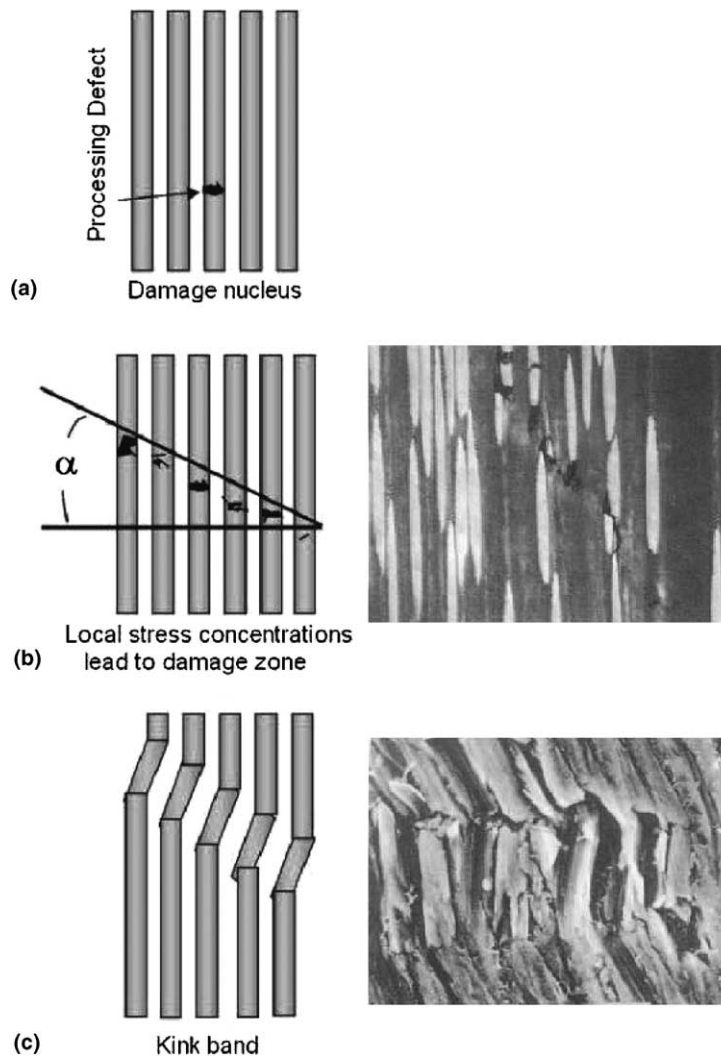 Processing Defect
(a)
Damage nucleus
α
(b)
Local stress concentrations
lead to damage zone
(c)
Kink band